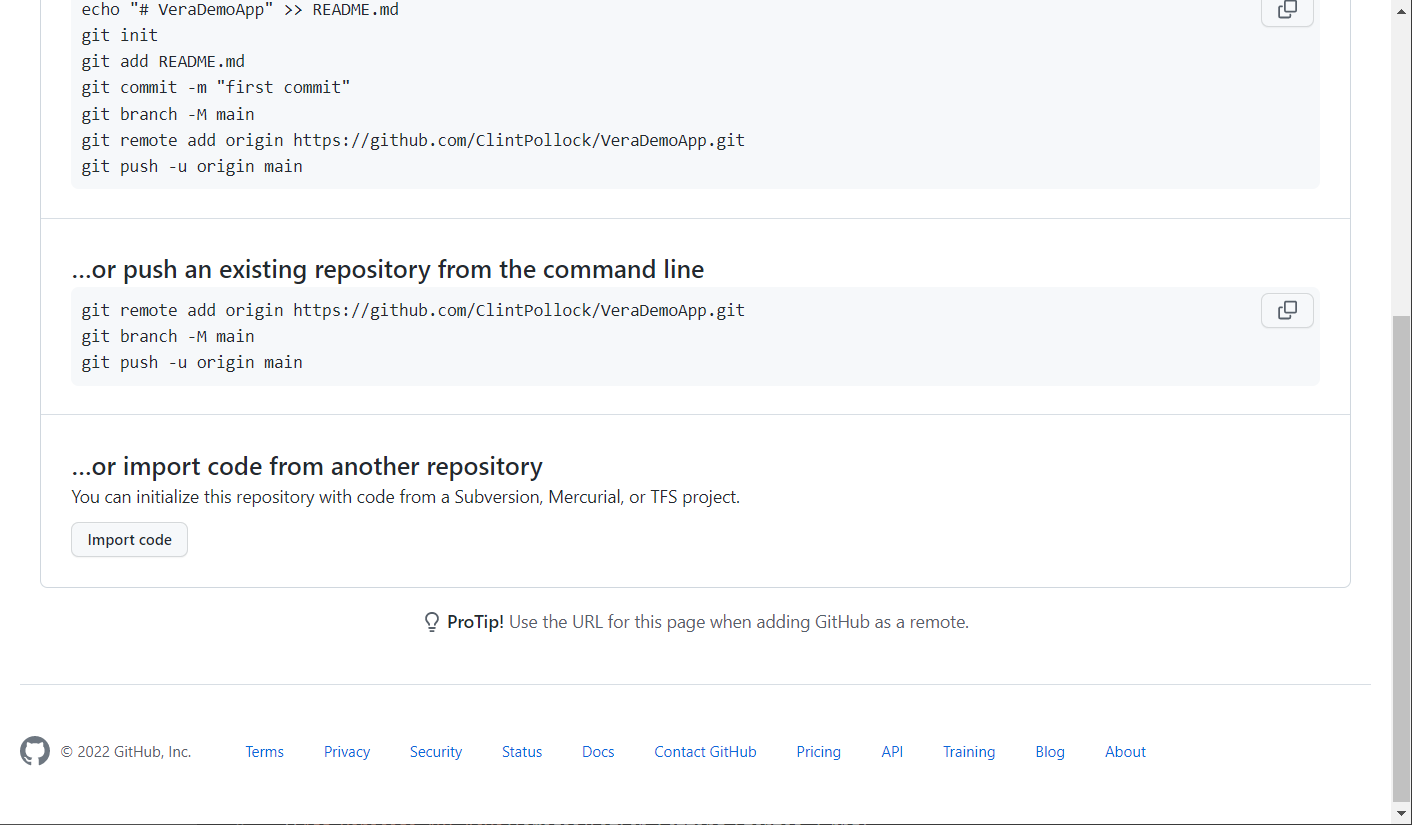 echo "# VeraDemoApp" >> README.md
git init
git add README.md
git commit -m "first commit"
git branch -M main
git remote add origin https://github.com/ClintPollock/VeraDemoApp.git
git push -u origin main
…or push an existing repository from the command line
git remote add origin https://github.com/ClintPollock/VeraDemoApp.git
git branch -M main
git push -u origin main
…or import code from another repository
You can initialize this repository with code from a Subversion, Mercurial, or TFS project.
Import code
ProTip! Use the URL for this page when adding GitHub as a remote.
© 2022 GitHub, Inc. Terms Privacy Security Status Docs Contact GitHub Pricing API Training Blog About